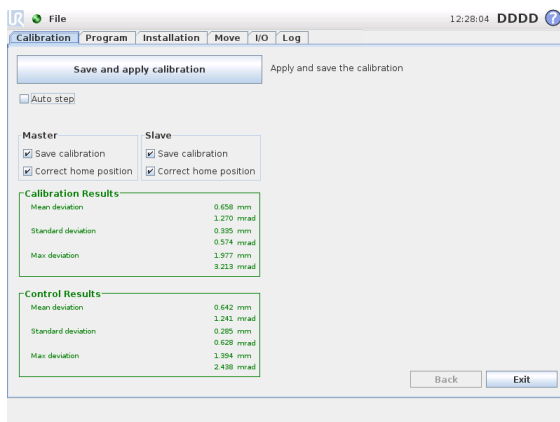 UR File 12:28:04 DDDD ?
Calibration Program Installation Move I/O Log
Save and apply calibration Apply and save the calibration
Auto step
Master Slave
Save calibration Save calibration
Correct home position Correct home position
Calibration Results
Mean deviation 0.658 mm
1.270 mrad
Standard deviation 0.335 mm
0.574 mrad
Max deviation 1.977 mm
3.213 mrad
Control Results
Mean deviation 0.642 mm
1.241 mrad
Standard deviation 0.285 mm
0.628 mrad
Max deviation 1.394 mm
2.438 mrad
Back Exit